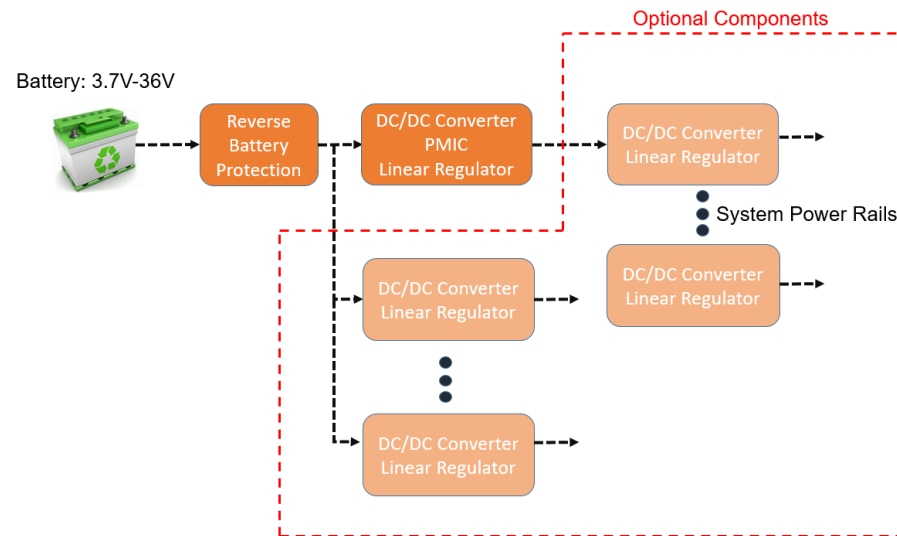 Optional Components
Battery: 3.7V-36V
Reverse
Battery
Protection
DC/DC Converter
PMIC
Linear Regulator
DC/DC Converter
Linear Regulator
System Power Rails
DC/DC Converter
Linear Regulator
DC/DC Converter
Linear Regulator
DC/DC Converter
Linear Regulator